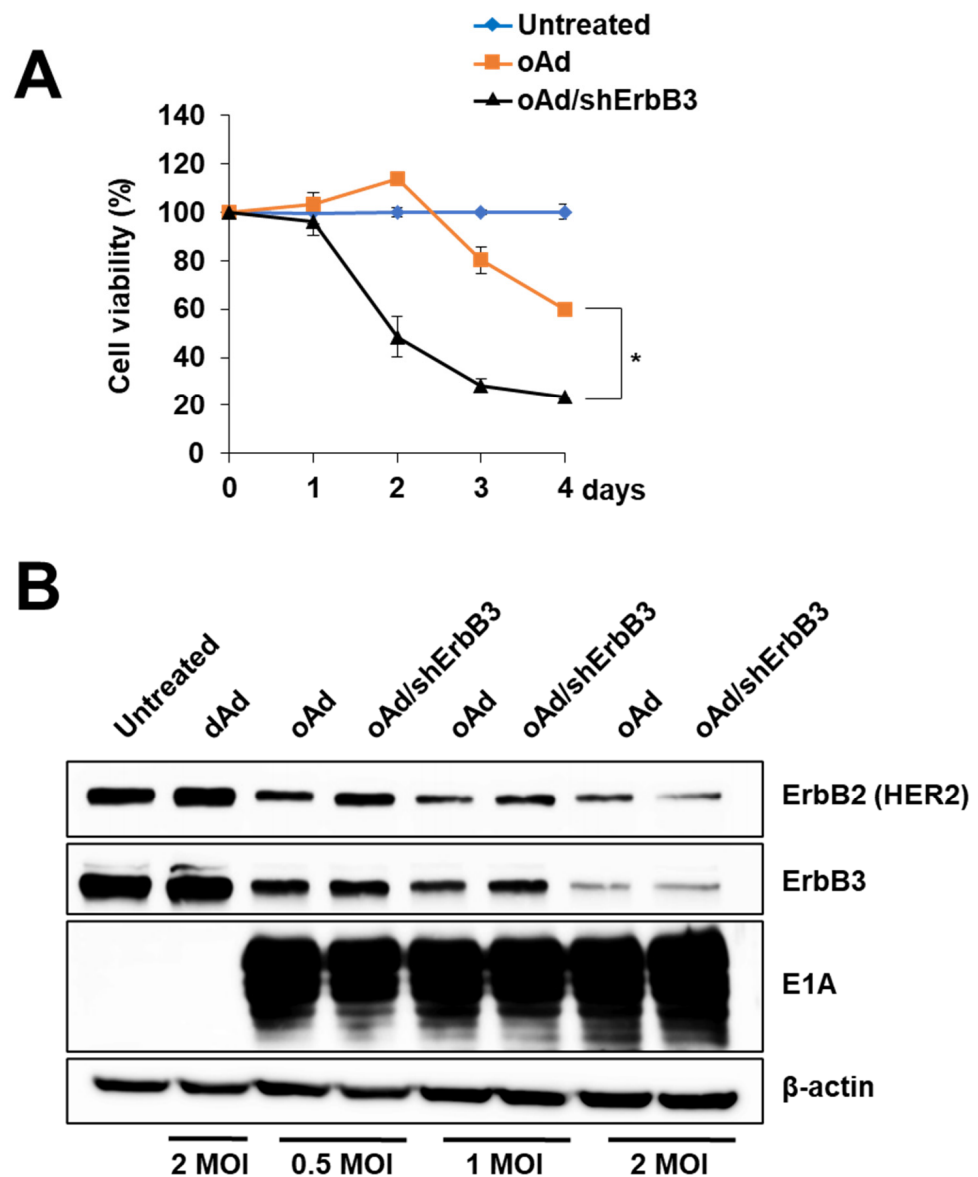 A
Untreated
oAd
oAd/shErbB3
Cell viability (%)
140
120
100
80
60
40
20
0
*
0 1 2 3 4 days
B
Untreated dAd oAd oAd/shErbB3 oAd oAd/shErbB3 oAd oAd/shErbB3
ErbB2 (HER2)
ErbB3
E1A
β-actin
2 MOI 0.5 MOI 1 MOI 2 MOI